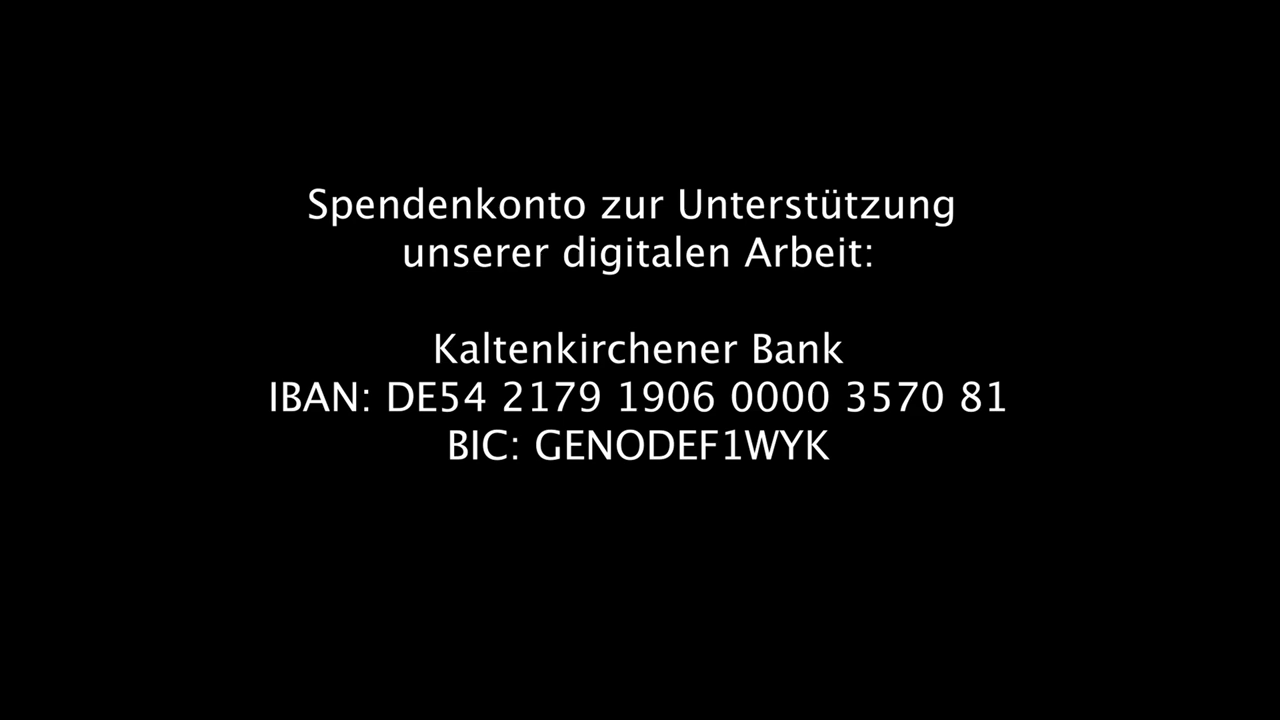 Spendenkonto zur Unterstützung
unserer digitalen Arbeit:
Kaltenkirchener Bank
IBAN: DE54 2179 1906 0000 3570 81
BIC: GENODEF1WYK